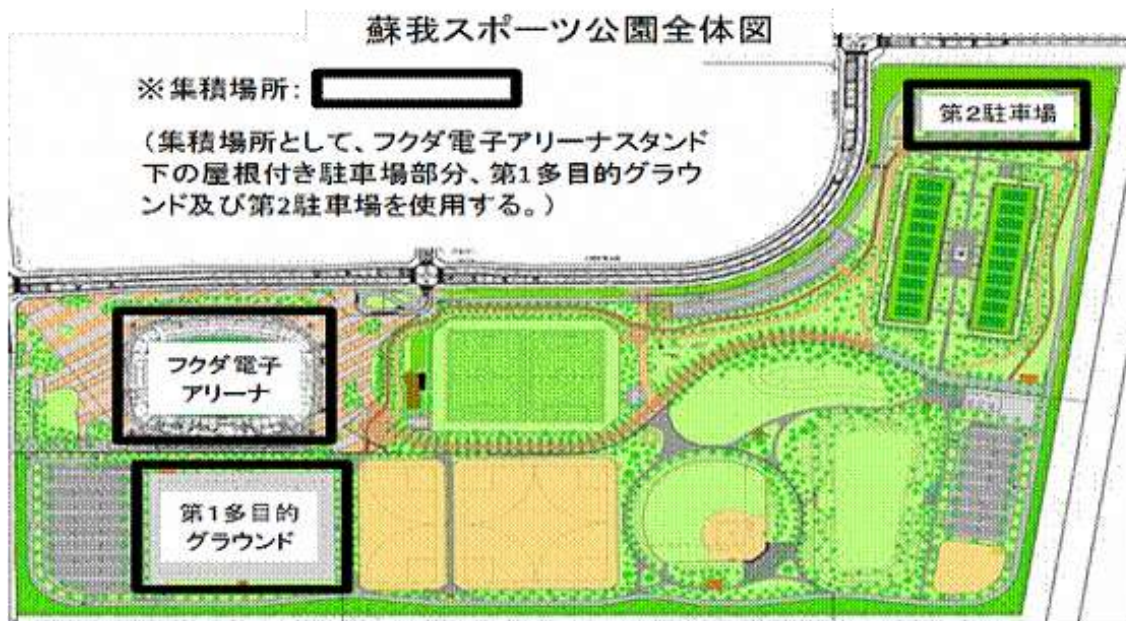 蘇我スポーツ公園全体図
※集積場所:
(集積場所として、フクダ電子アリーナスタンド
下の屋根付き駐車場部分、第1多目的グラウ
ンド及び第2駐車場を使用する。)
第2駐車場
フクダ電子
アリーナ
第1多目的
グラウンド